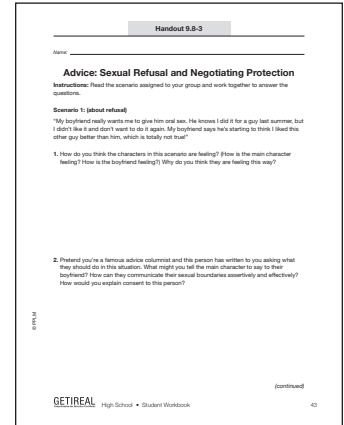 Handout 9.8-3
Name:
Advice: Sexual Refusal and Negotiating Protection
Instructions: Read the scenario assigned to your group and work together to answer the
questions.
Scenario 1: (about refusal)
"My boyfriend really wants me to give him oral sex. He knows I did it for a guy last summer, but
I didn't like it and don't want to do it again. My boyfriend says he's starting to think I liked this
other guy better than him, which is totally not true!"
1. How do you think the characters in this scenario are feeling? (How is the main character
feeling? How is the boyfriend feeling?) Why do you think they are feeling this way?
2. Pretend you're a famous advice columnist and this person has written to you asking what
they should do in this situation. What might you tell the main character to say to their
boyfriend? How can they communicate their sexual boundaries assertively and effectively?
How would you explain consent to this person?
© PPLM
(continued)
GETREAL High School • Student Workbook 43